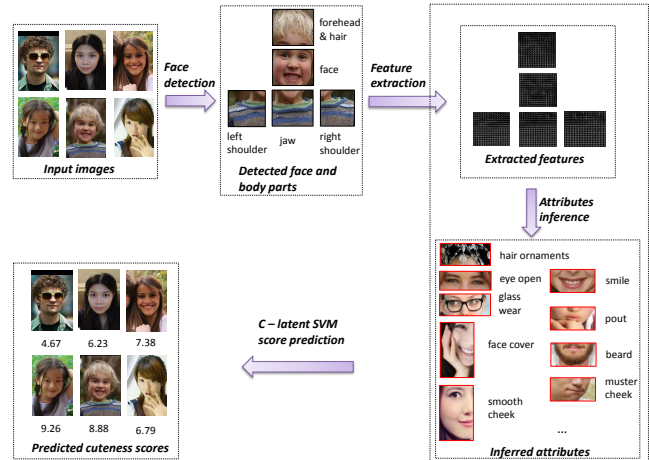 Face
detection
forehead
& hair
face
left
shoulder
jaw
right
shoulder
Input images
Detected face and
body parts
Feature
extraction
Extracted features
Attributes
inference
hair ornaments
eye open
glass
wear
face cover
smooth
cheek
smile
pout
beard
muster
cheek
...
Inferred attributes
C – latent SVM
score prediction
4.67 6.23 7.38
9.26 8.88 6.79
Predicted cuteness scores